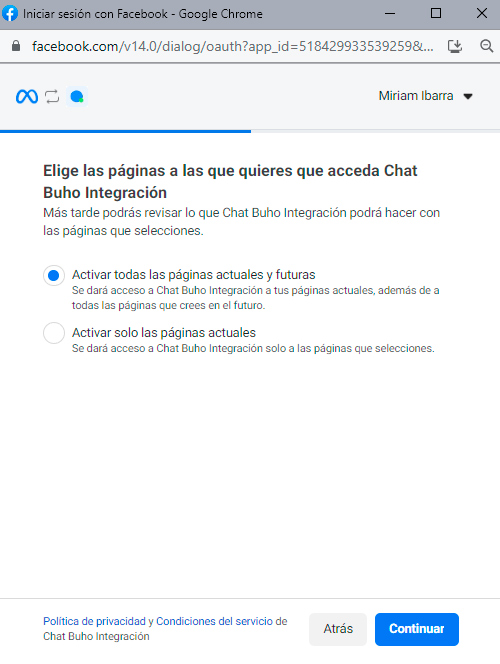 Iniciar sesión con Facebook - Google Chrome
facebook.com/v14.0/dialog/oauth?app_id=518429933539259&...
Miriam Ibarra
Elige las páginas a las que quieres que acceda Chat
Buho Integración
Más tarde podrás revisar lo que Chat Buho Integración podrá hacer con
las páginas que selecciones.
Activar todas las páginas actuales y futuras
Se dará acceso a Chat Buho Integración a tus páginas actuales, además de a
todas las páginas que crees en el futuro.
Activar solo las páginas actuales
Se dará acceso a Chat Buho Integración solo a las páginas que selecciones.
Política de privacidad y Condiciones del servicio de
Chat Buho Integración
Atrás
Continuar